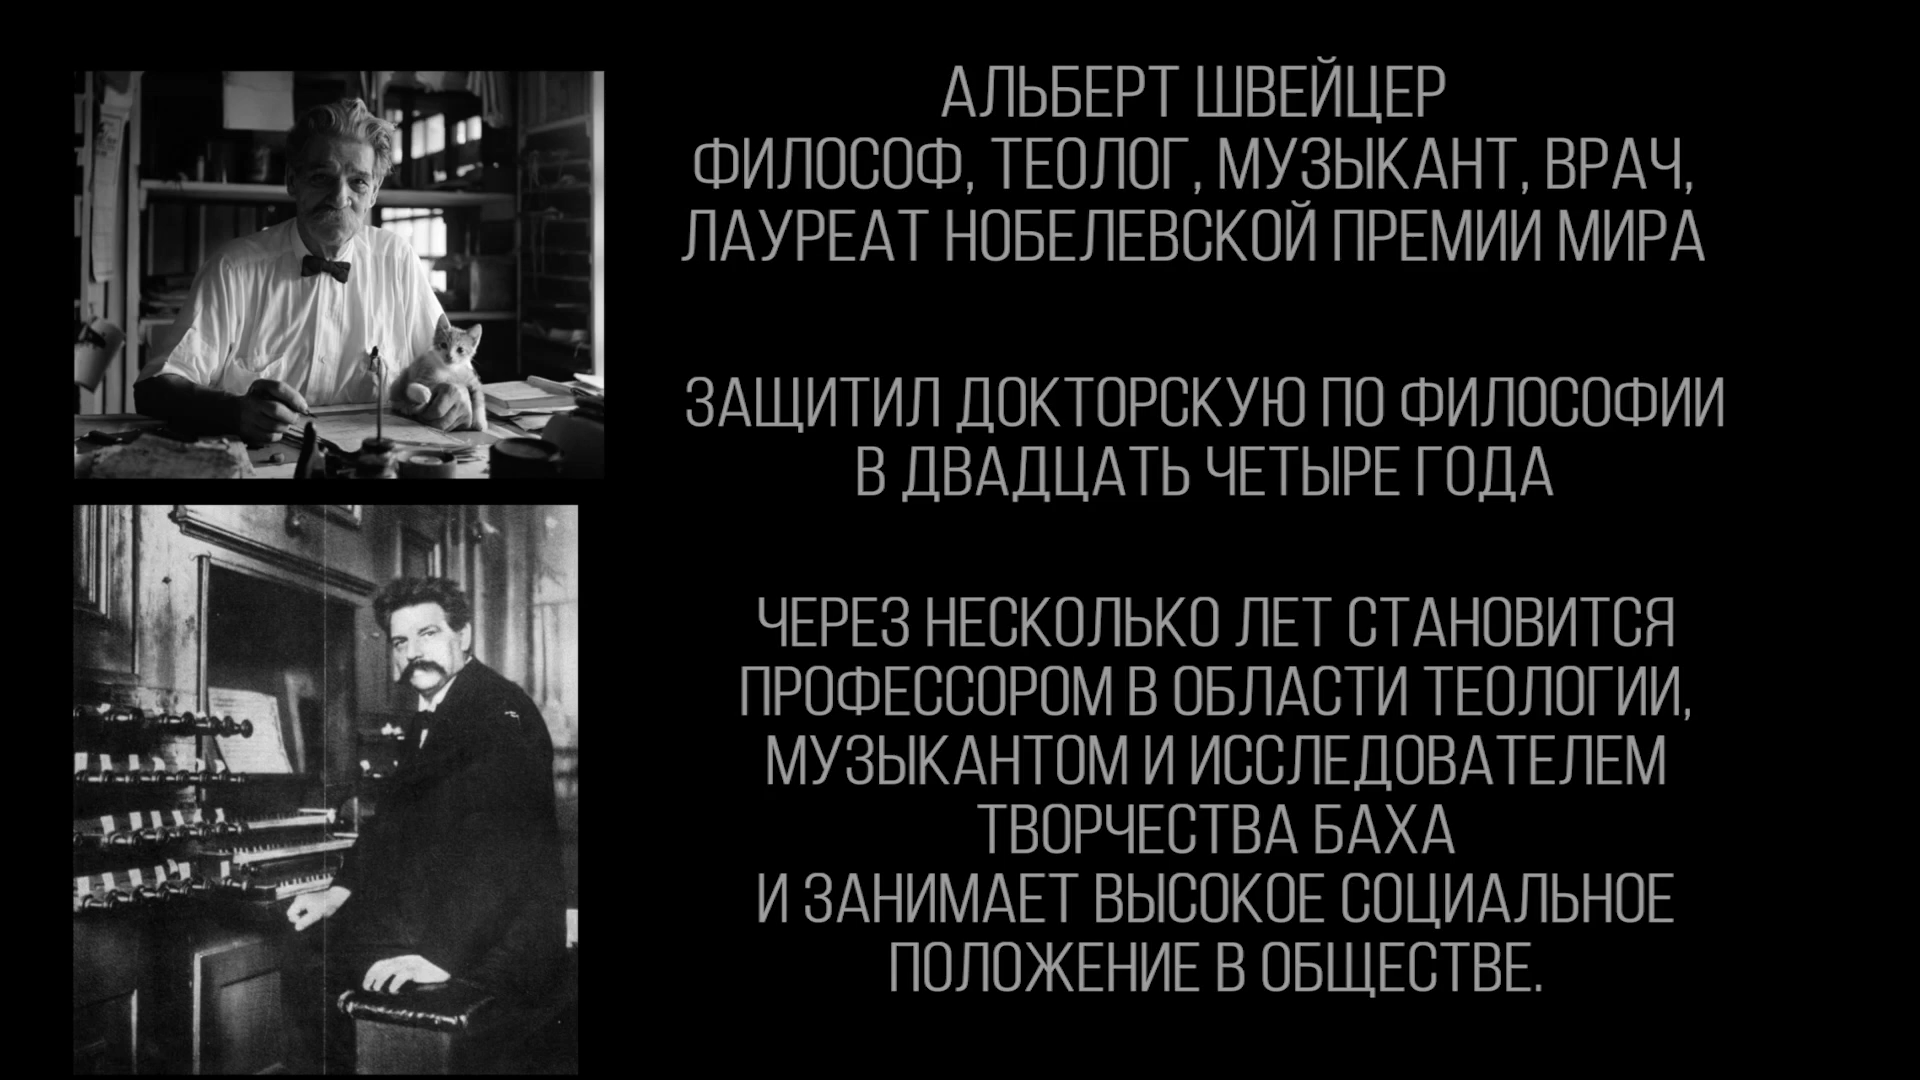 АЛЬБЕРТ ШВЕЙЦЕР
ФИЛОСОФ, ТЕОЛОГ, МУЗЫКАНТ, ВРАЧ,
ЛАУРЕАТ НОБЕЛЕВСКОЙ ПРЕМИИ МИРА
ЗАЩИТИЛ ДОКТОРСКУЮ ПО ФИЛОСОФИИ
В ДВАДЦАТЬ ЧЕТЫРЕ ГОДА
ЧЕРЕЗ НЕСКОЛЬКО ЛЕТ СТАНОВИТСЯ
ПРОФЕССОРОМ В ОБЛАСТИ ТЕОЛОГИИ,
МУЗЫКАНТОМ И ИССЛЕДОВАТЕЛЕМ
ТВОРЧЕСТВА БАХА
И ЗАНИМАЕТ ВЫСОКОЕ СОЦИАЛЬНОЕ
ПОЛОЖЕНИЕ В ОБЩЕСТВЕ.